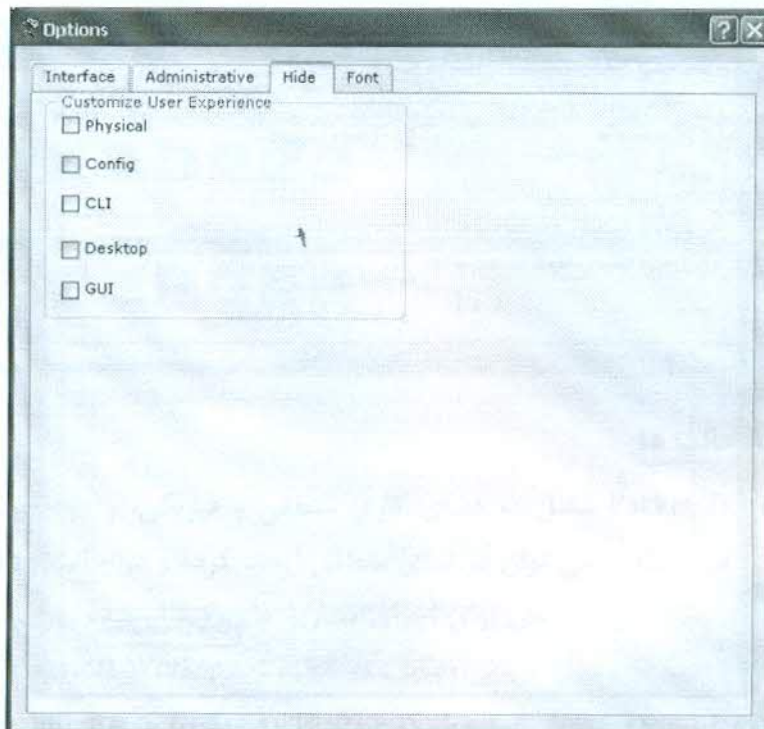 Options
Interface Administrative Hide Font
Customize User Experience
Physical
Config
CLI
Desktop
GUI